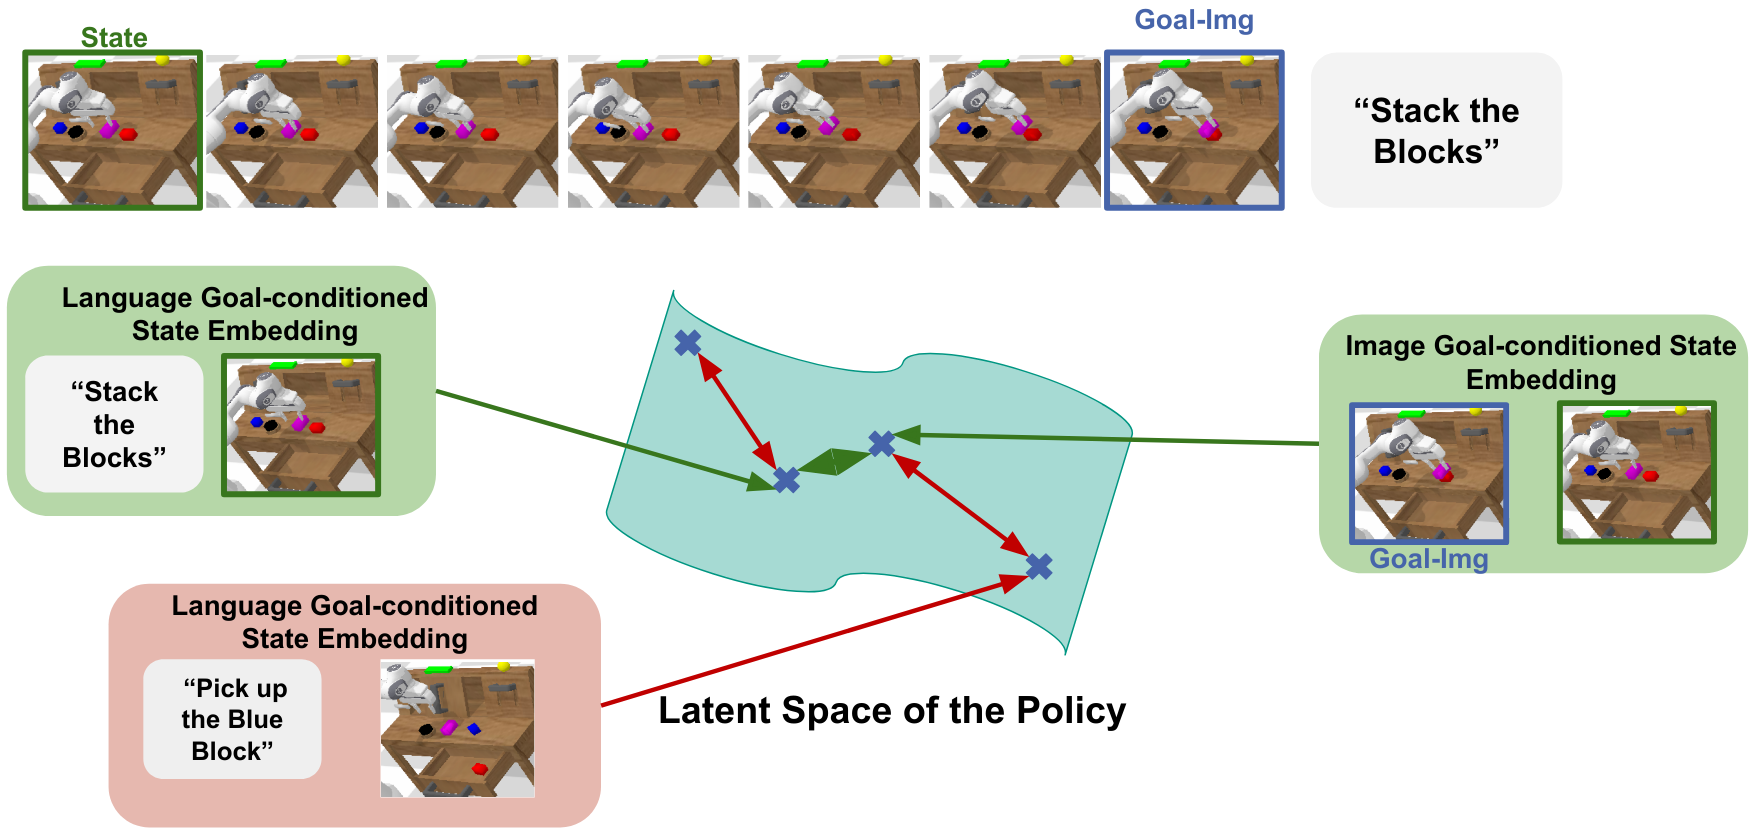 State
Goal-Img
“Stack the
Blocks”
Language Goal-conditioned
State Embedding
“Stack
the
Blocks”
Image Goal-conditioned State
Embedding
Goal-Img
Language Goal-conditioned
State Embedding
“Pick up
the Blue
Block”
Latent Space of the Policy